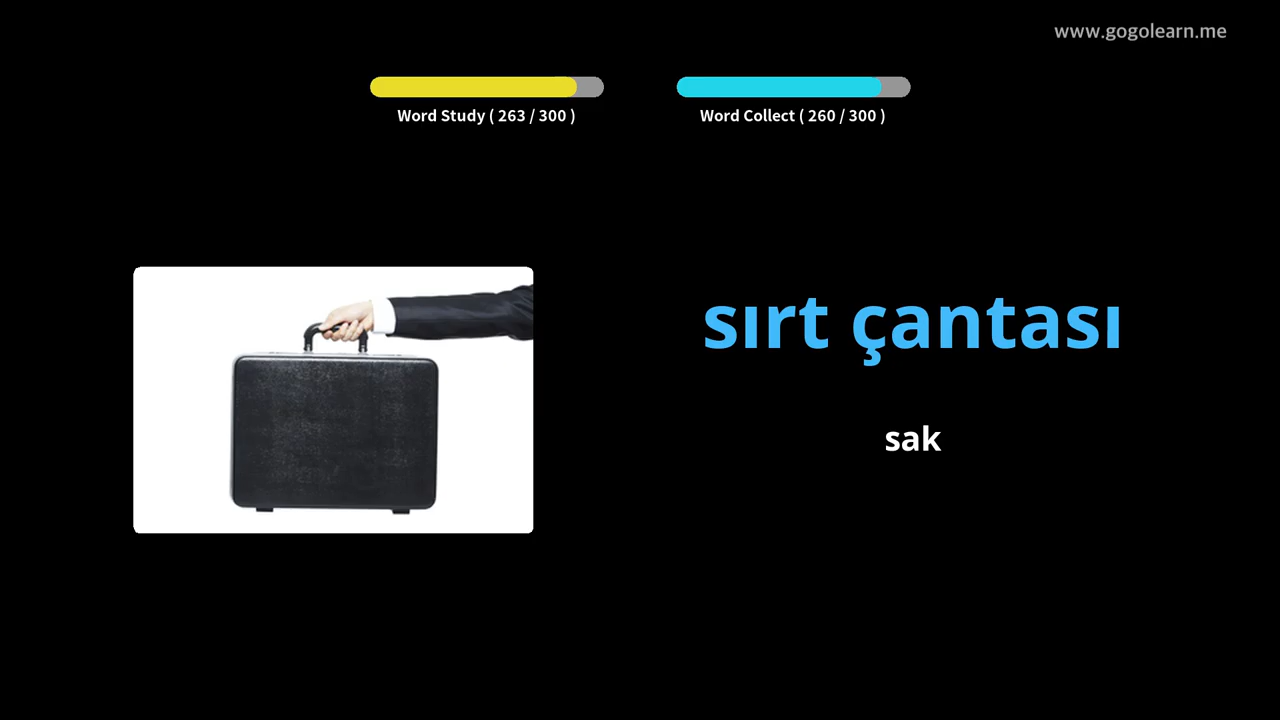 www.gogolearn.me
Word Study ( 263 / 300 )
Word Collect ( 260 / 300 )
sırt çantası
sak